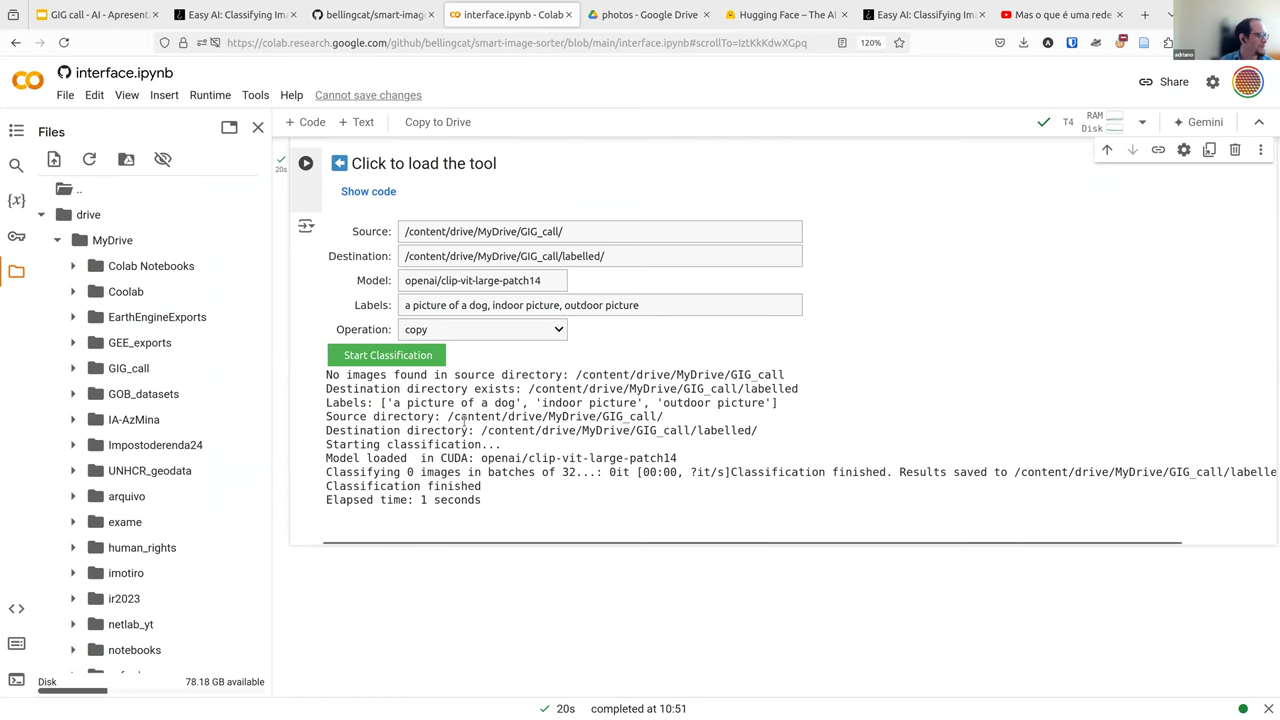 GIG call - AI - Apresent
Easy AI: Classifying Im
bellingcat/smart-imag
interface.ipynb - Colab
photos - Google Drive
Hugging Face – The AI
Easy AI: Classifying Im
Mas o que é uma rede
https://colab.research.google.com/github/bellingcat/smart-image-sorter/blob/main/interface.ipynb#scrollTo=IztKkKdwXGpq
120%
adriano
interface.ipynb
Share
File Edit View Insert Runtime Tools Help Cannot save changes
Files
+ Code + Text Copy to Drive
T4 RAM Disk
Gemini
..
drive
MyDrive
Colab Notebooks
Coolab
EarthEngineExports
GEE_exports
GIG_call
GOB_datasets
IA-AzMina
Impostoderenda24
UNHCR_geodata
arquivo
exame
human_rights
imotiro
ir2023
netlab_yt
notebooks
Disk 78.18 GB available
20s
Click to load the tool
Show code
Source: /content/drive/MyDrive/GIG_call/
Destination: /content/drive/MyDrive/GIG_call/labelled/
Model: openai/clip-vit-large-patch14
Labels: a picture of a dog, indoor picture, outdoor picture
Operation: copy
Start Classification
No images found in source directory: /content/drive/MyDrive/GIG_call
Destination directory exists: /content/drive/MyDrive/GIG_call/labelled
Labels: ['a picture of a dog', 'indoor picture', 'outdoor picture']
Source directory: /content/drive/MyDrive/GIG_call/
Destination directory: /content/drive/MyDrive/GIG_call/labelled/
Starting classification...
Model loaded  in CUDA: openai/clip-vit-large-patch14
Classifying 0 images in batches of 32...: 0it [00:00, ?it/s]Classification finished. Results saved to /content/drive/MyDrive/GIG_call/labelle
Classification finished
Elapsed time: 1 seconds
20s completed at 10:51